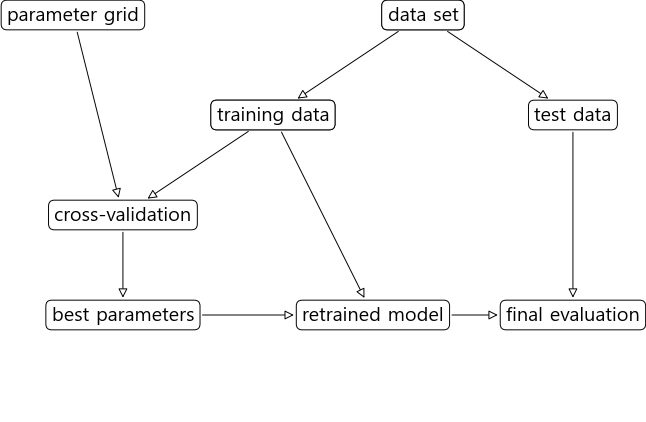 parameter grid
data set
training data
test data
cross-validation
best parameters
retrained model
final evaluation